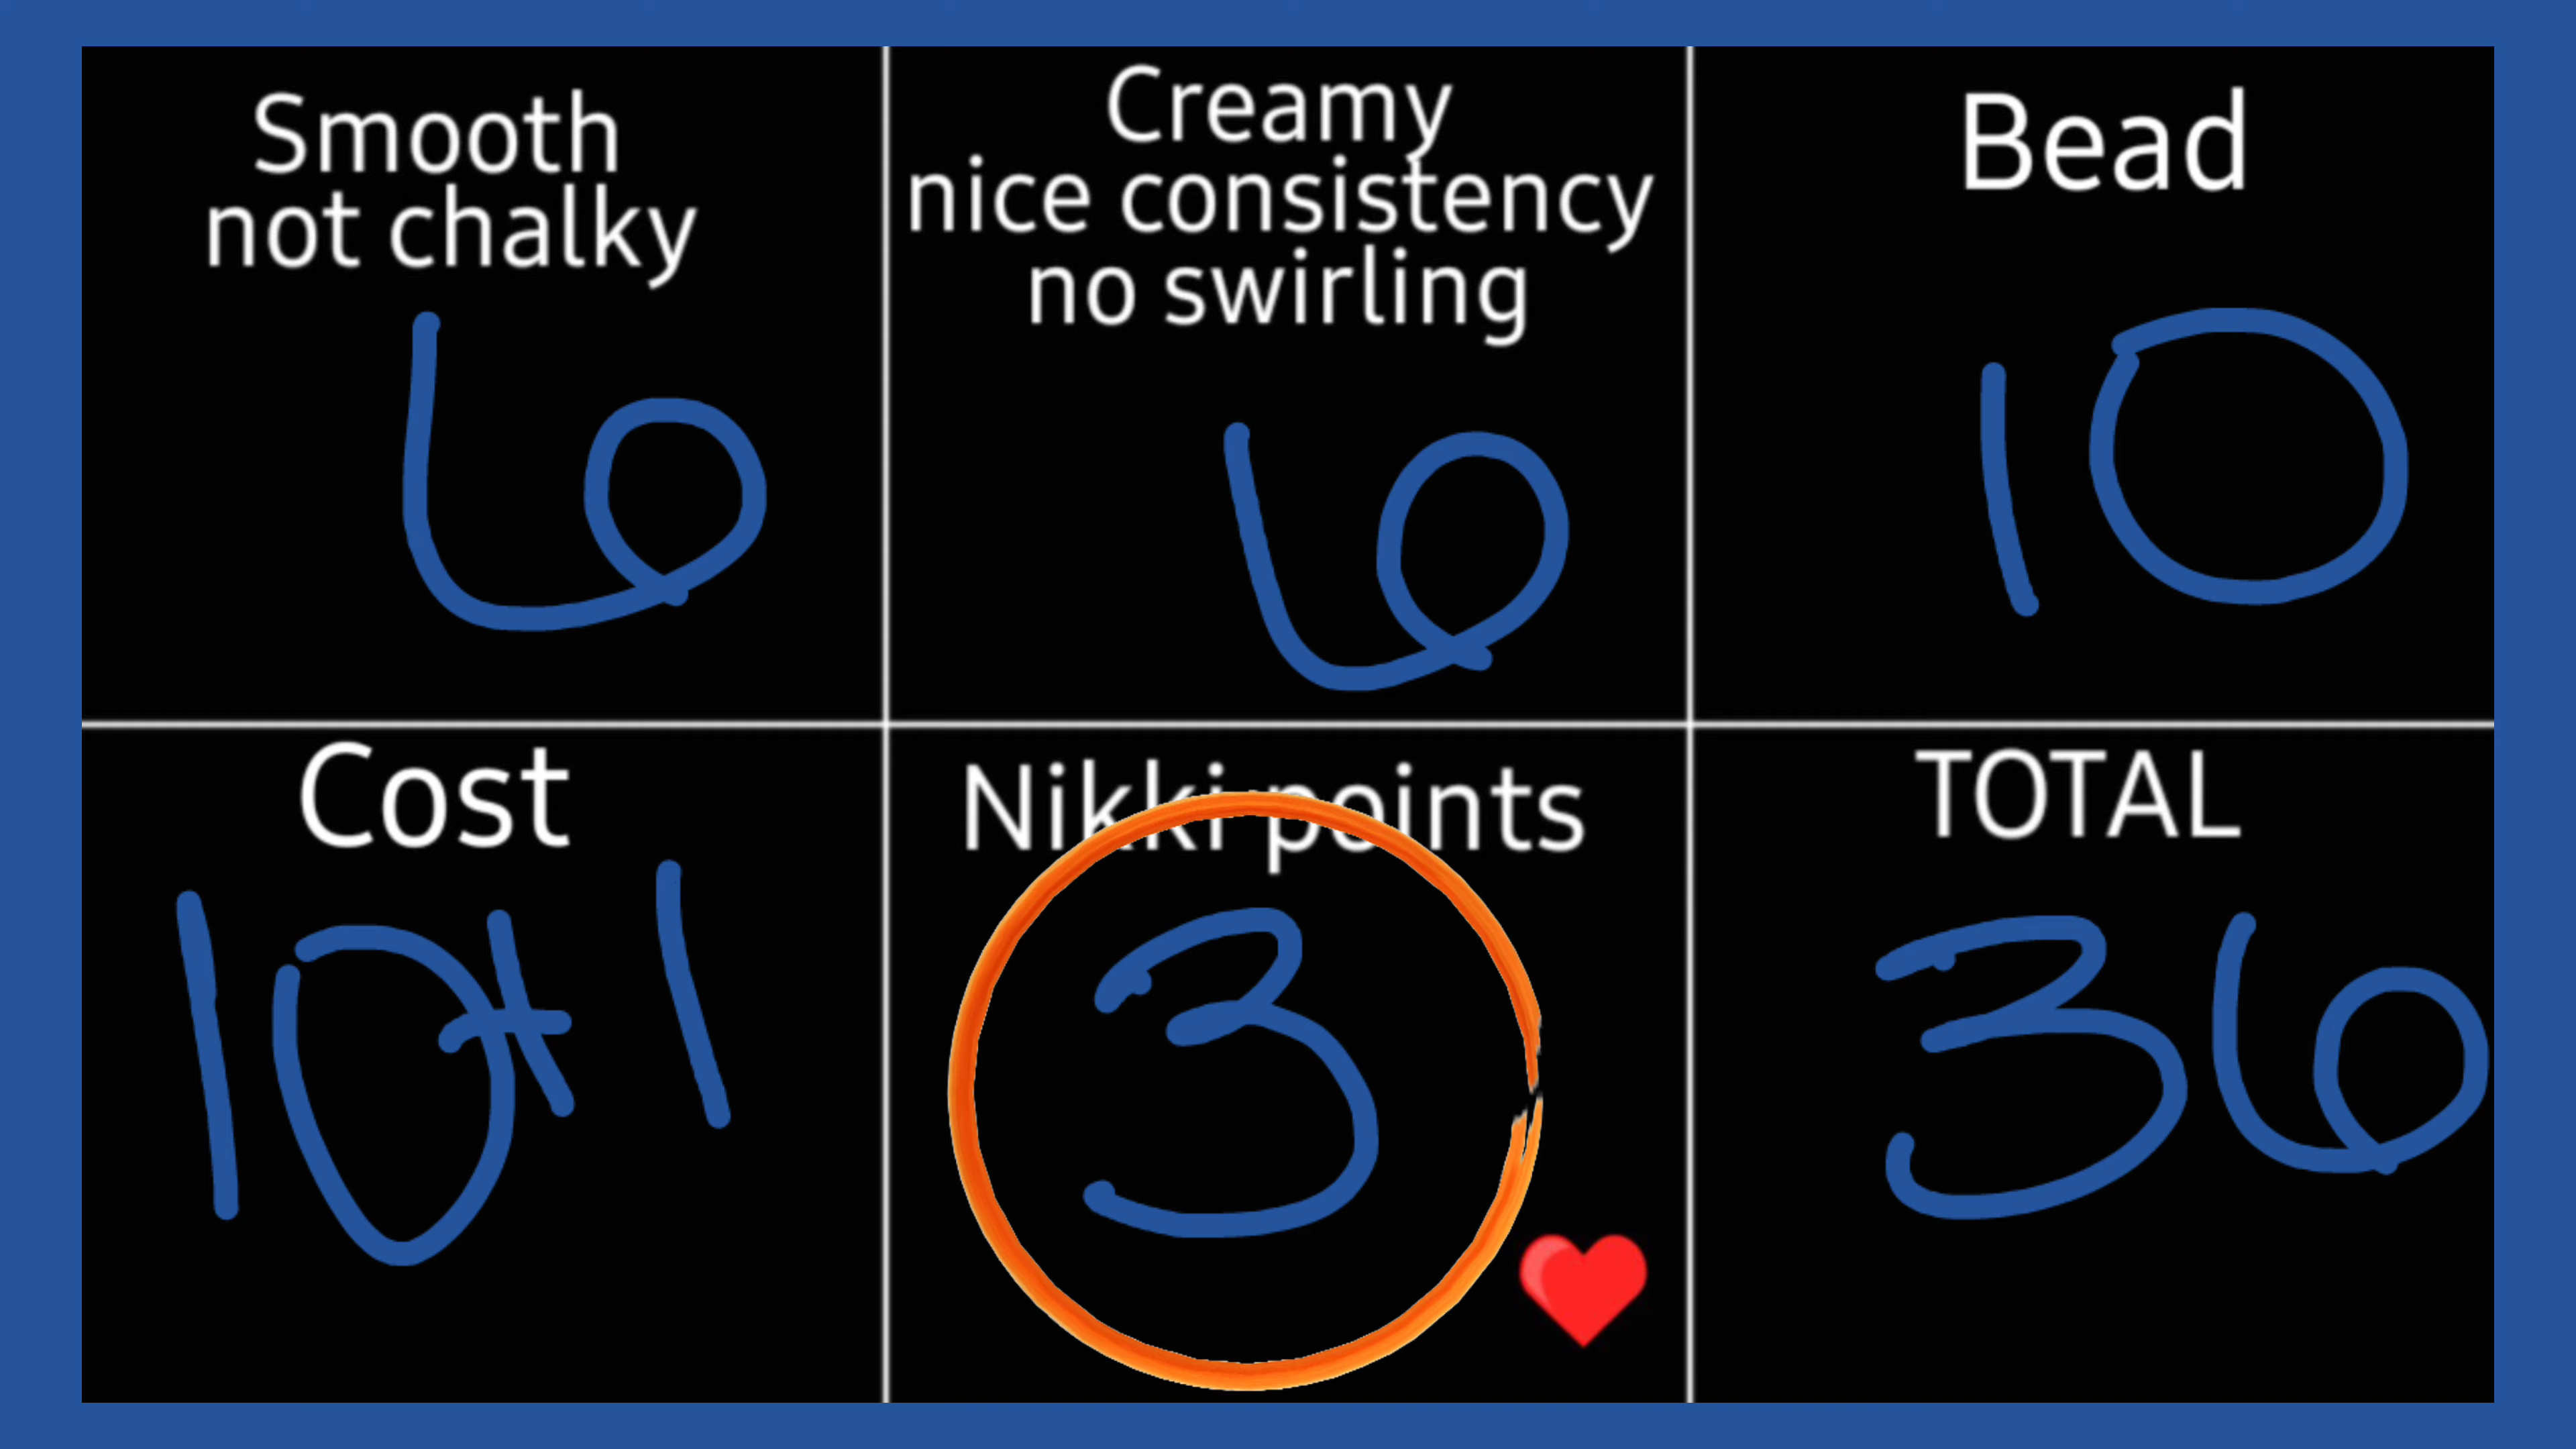 Smooth
not chalky
6
Creamy
nice consistency
no swirling
6
Bead
10
Cost
10+1
Nikki points
3
TOTAL
36